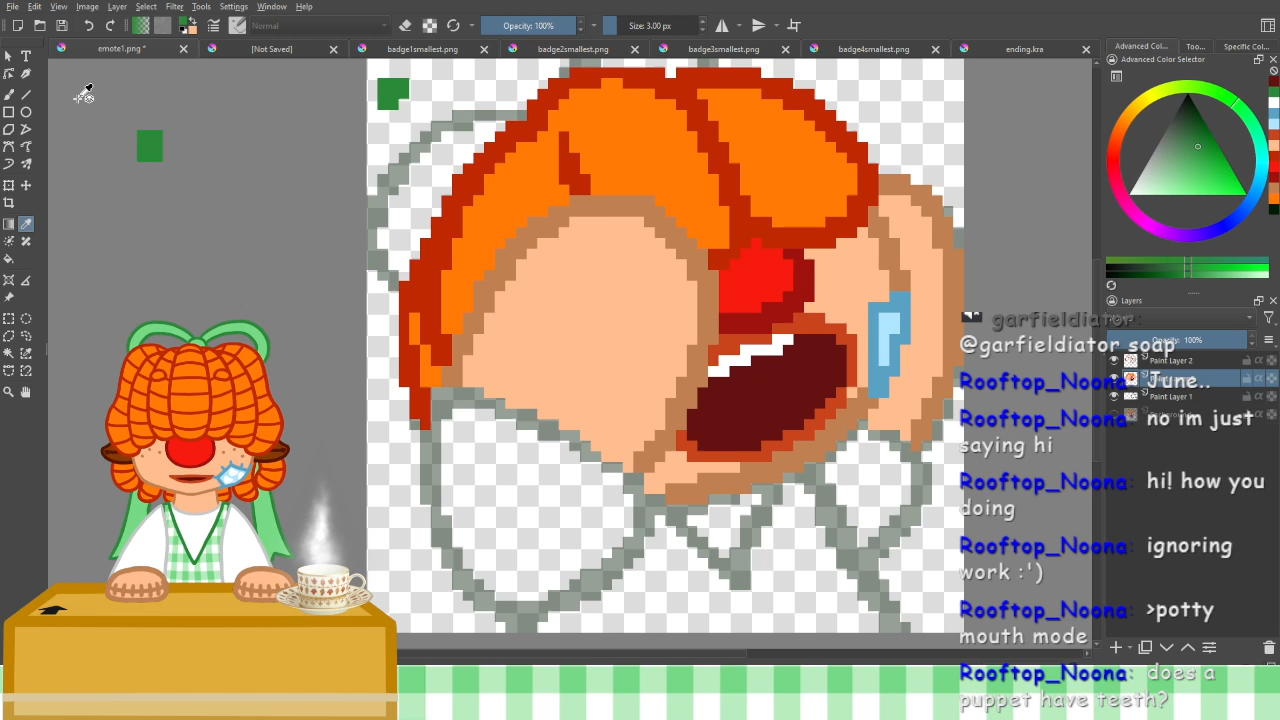 File Edit View Image Layer Select Filter Tools Settings Window Help
Normal Opacity: 100% Size: 3.00 px
emote1.png * [Not Saved] badge1smallest.png badge2smallest.png badge3smallest.png badge4smallest.png ending.kra
Advanced Col... Too... Specific Col...
Advanced Color Selector
Layers
Opacity: 100%
Paint Layer 2
Paint Layer 1
garfieldiator:
@garfieldiator soap
Rooftop_Noona: June..
Rooftop_Noona: no im just
saying hi
Rooftop_Noona: hi! how you
doing
Rooftop_Noona: ignoring
work :')
Rooftop_Noona: >potty
mouth mode
Rooftop_Noona: does a
puppet have teeth?